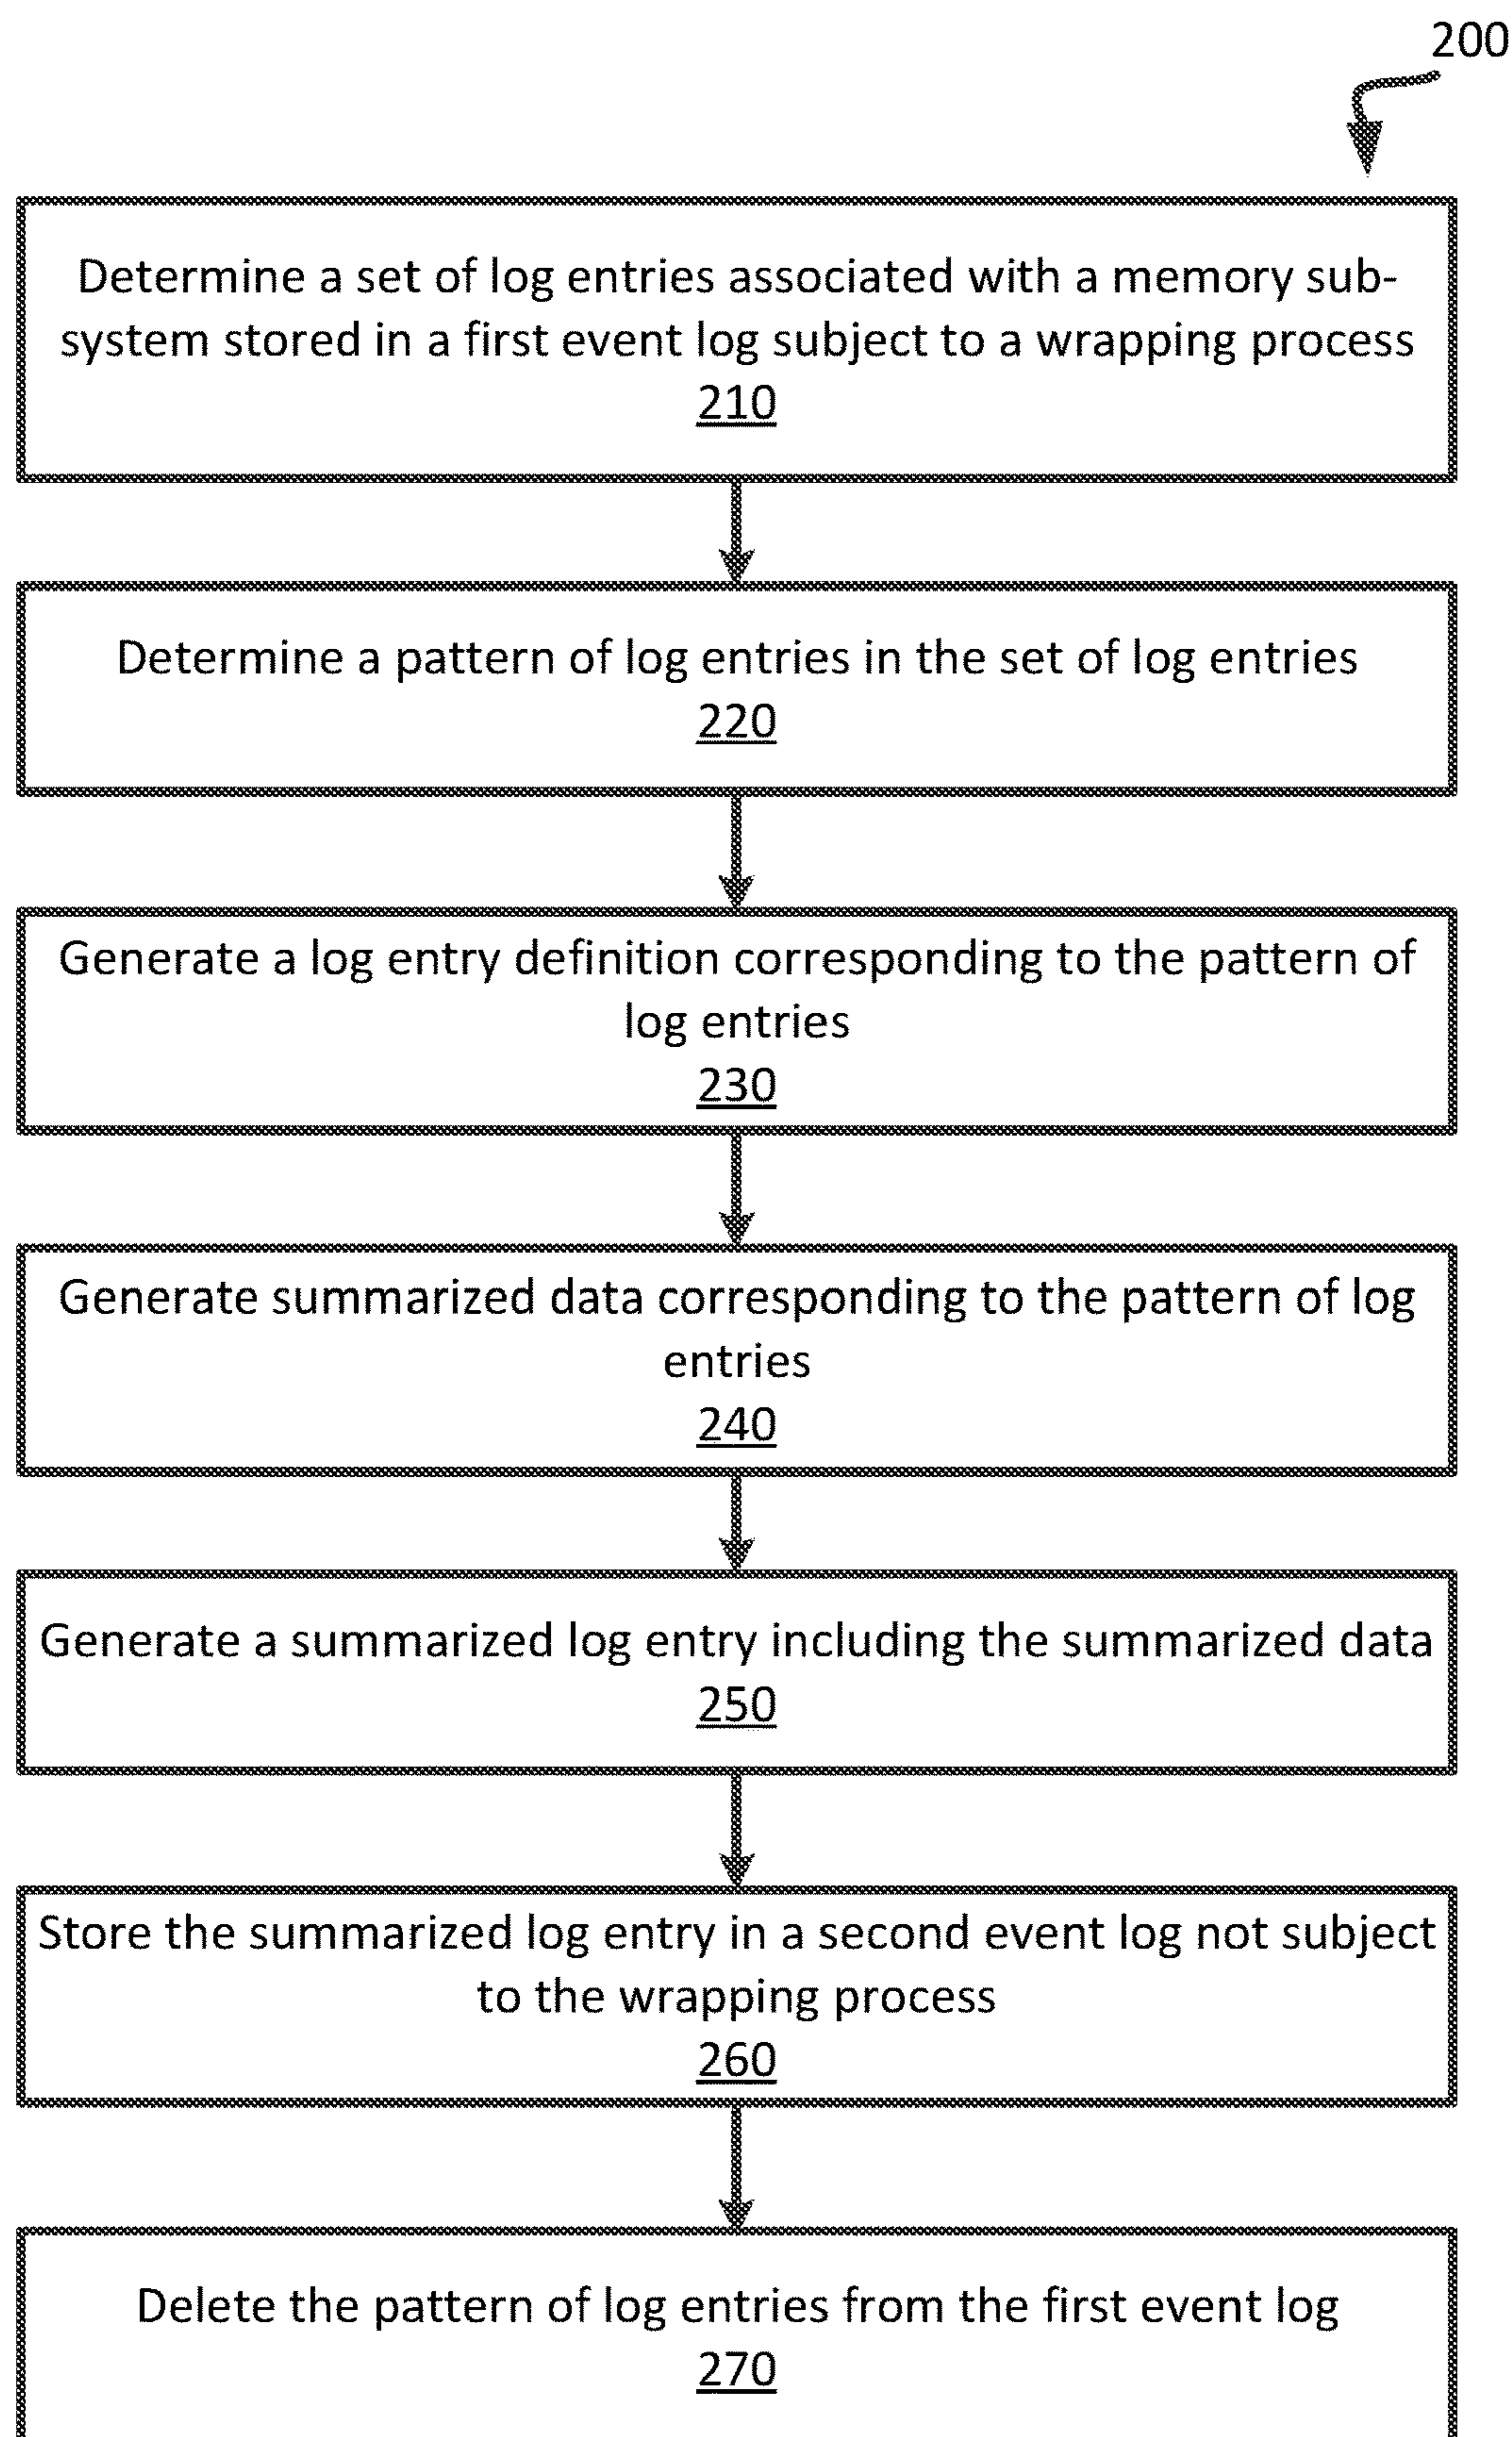 200
Determine a set of log entries associated with a memory sub-
system stored in a first event log subject to a wrapping process
210
Determine a pattern of log entries in the set of log entries
220
Generate a log entry definition corresponding to the pattern of
log entries
230
Generate summarized data corresponding to the pattern of log
entries
240
Generate a summarized log entry including the summarized data
250
Store the summarized log entry in a second event log not subject
to the wrapping process
260
Delete the pattern of log entries from the first event log
270